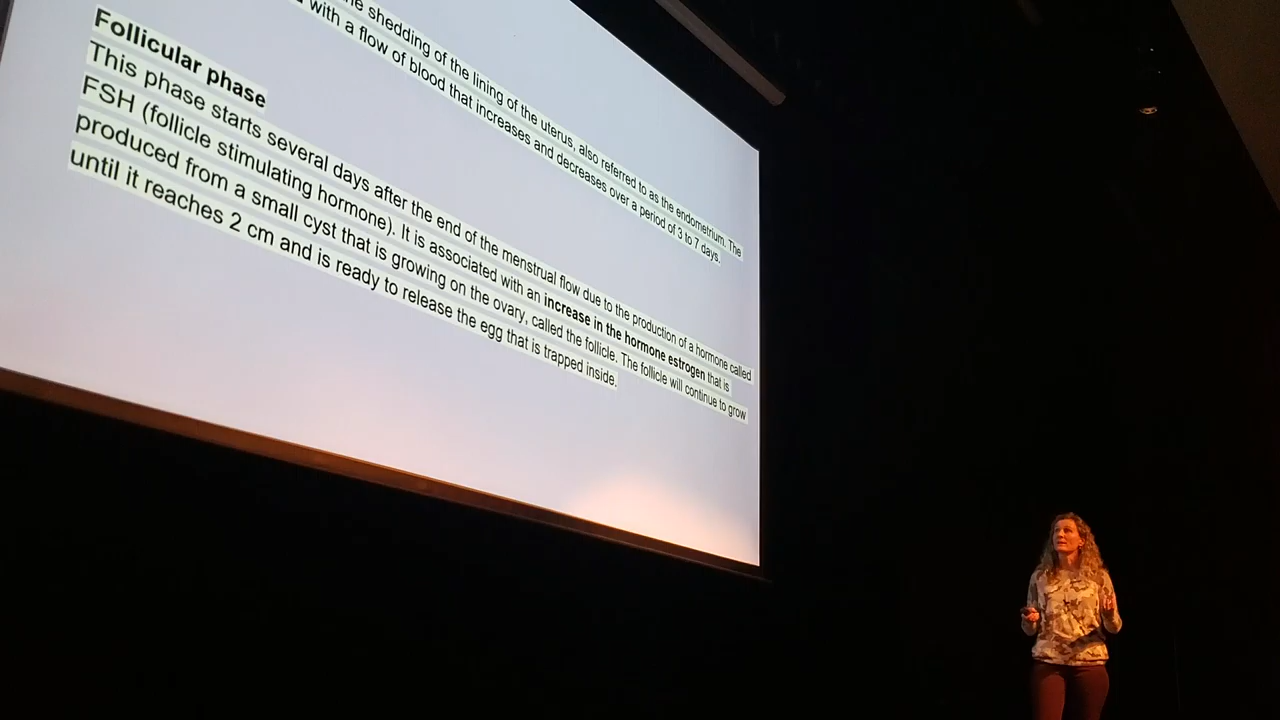 he shedding of the lining of the uterus, also referred to as the endometrium. The
with a flow of blood that increases and decreases over a period of 3 to 7 days.
Follicular phase
This phase starts several days after the end of the menstrual flow due to the production of a hormone called
FSH (follicle stimulating hormone). It is associated with an increase in the hormone estrogen that is
produced from a small cyst that is growing on the ovary, called the follicle. The follicle will continue to grow
until it reaches 2 cm and is ready to release the egg that is trapped inside.